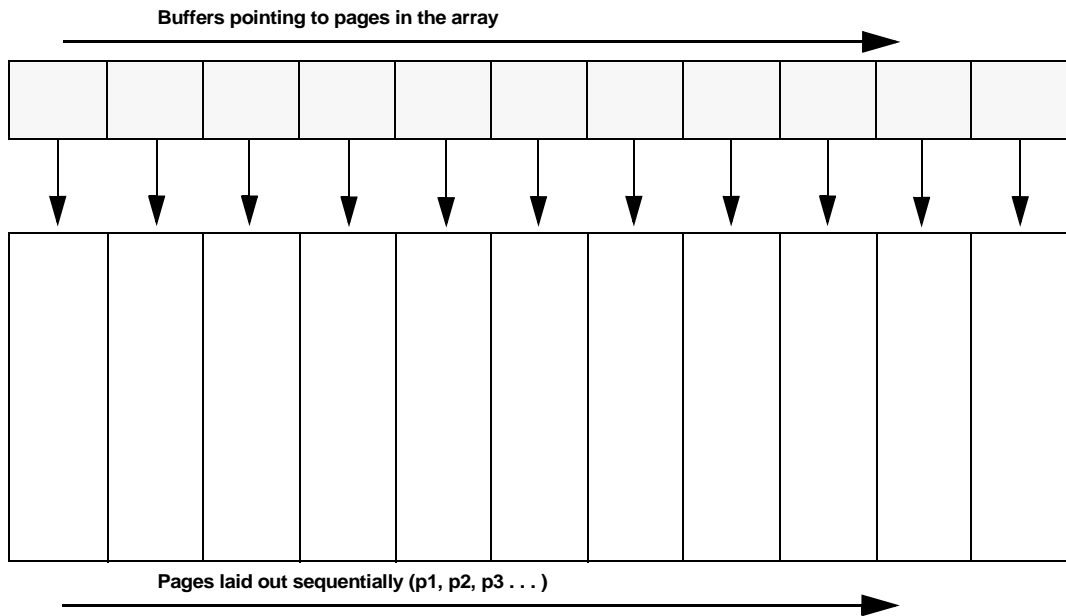 Buffers pointing to pages in the array
Pages laid out sequentially (p1, p2, p3 . . . )